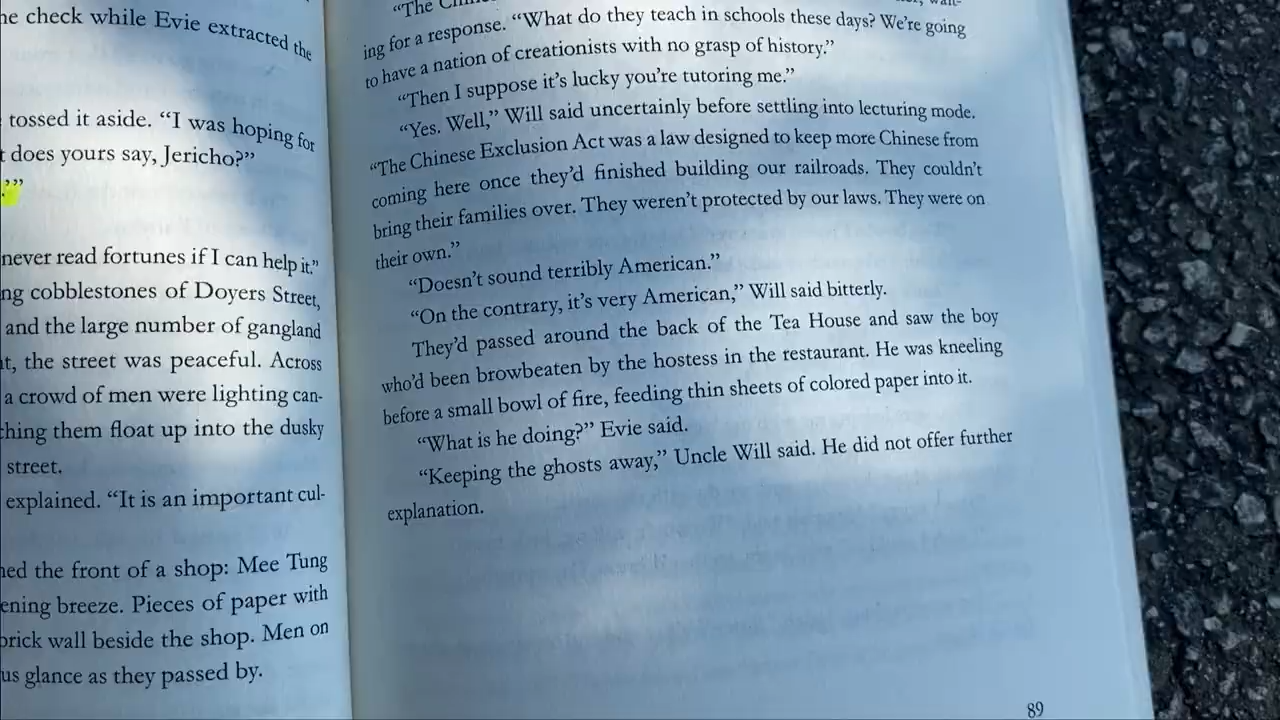 he check while Evie extracted the
tossed it aside. “I was hoping for
t does yours say, Jericho?”
.’”
never read fortunes if I can help it.”
ng cobblestones of Doyers Street,
and the large number of gangland
ht, the street was peaceful. Across
a crowd of men were lighting can-
ching them float up into the dusky
street.
explained. “It is an important cul-
ned the front of a shop: Mee Tung
ening breeze. Pieces of paper with
brick wall beside the shop. Men on
us glance as they passed by.
“The
ing for a response. “What do they teach in schools these days? We’re going
to have a nation of creationists with no grasp of history.”
“Then I suppose it’s lucky you’re tutoring me.”
“Yes. Well,” Will said uncertainly before settling into lecturing mode.
“The Chinese Exclusion Act was a law designed to keep more Chinese from
coming here once they’d finished building our railroads. They couldn’t
bring their families over. They weren’t protected by our laws. They were on
their own.”
“Doesn’t sound terribly American.”
“On the contrary, it’s very American,” Will said bitterly.
They’d passed around the back of the Tea House and saw the boy
who’d been browbeaten by the hostess in the restaurant. He was kneeling
before a small bowl of fire, feeding thin sheets of colored paper into it.
“What is he doing?” Evie said.
“Keeping the ghosts away,” Uncle Will said. He did not offer further
explanation.
89